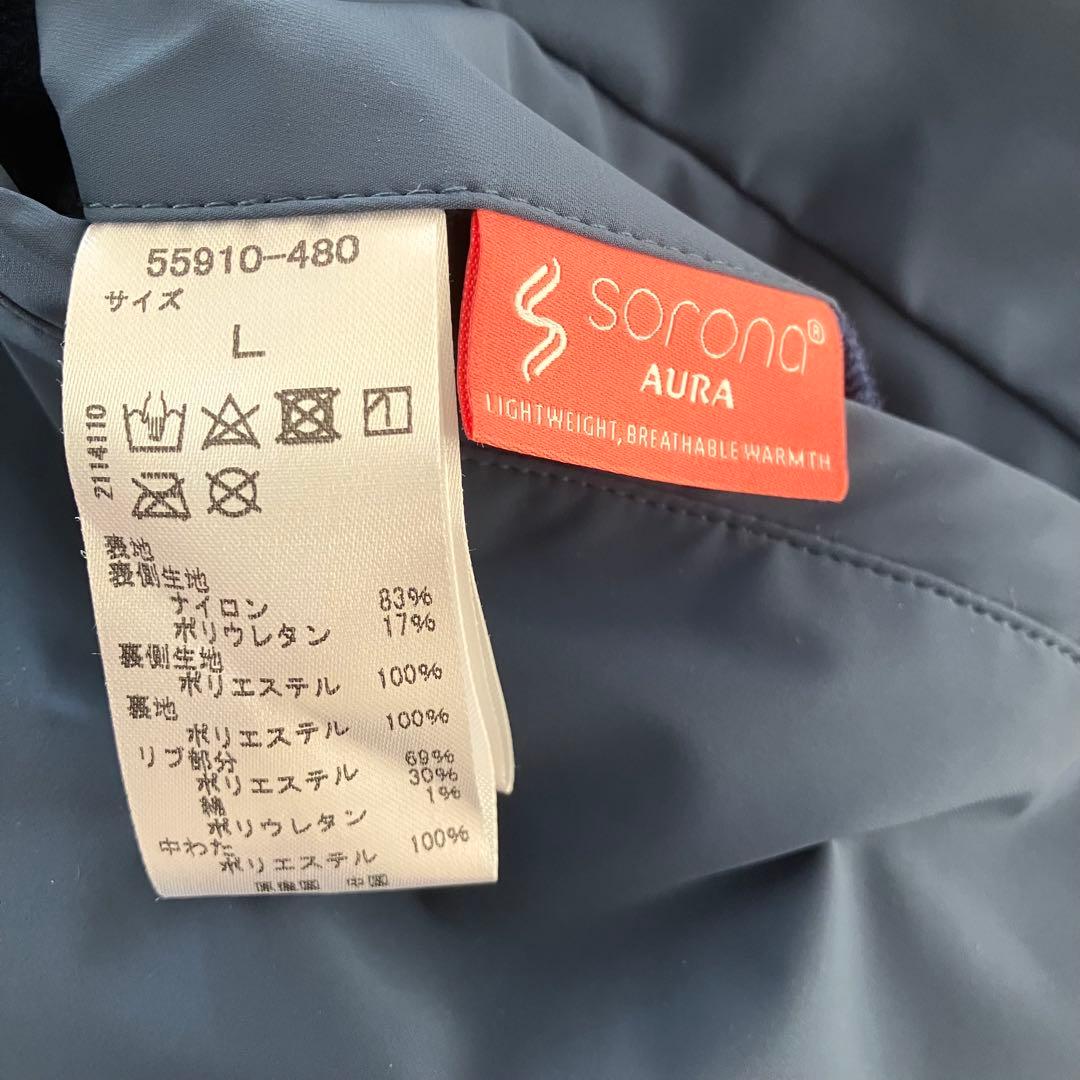 55910-480
サイズ
L
2114110
表地
表側生地
ナイロン 83%
ポリウレタン 17%
裏側生地
ポリエステル 100%
裏地
ポリエステル 100%
リブ部分
ポリエステル 69%
綿 30%
ポリウレタン 1%
中わた
ポリエステル 100%
sorona®
AURA
LIGHTWEIGHT, BREATHABLE WARMTH